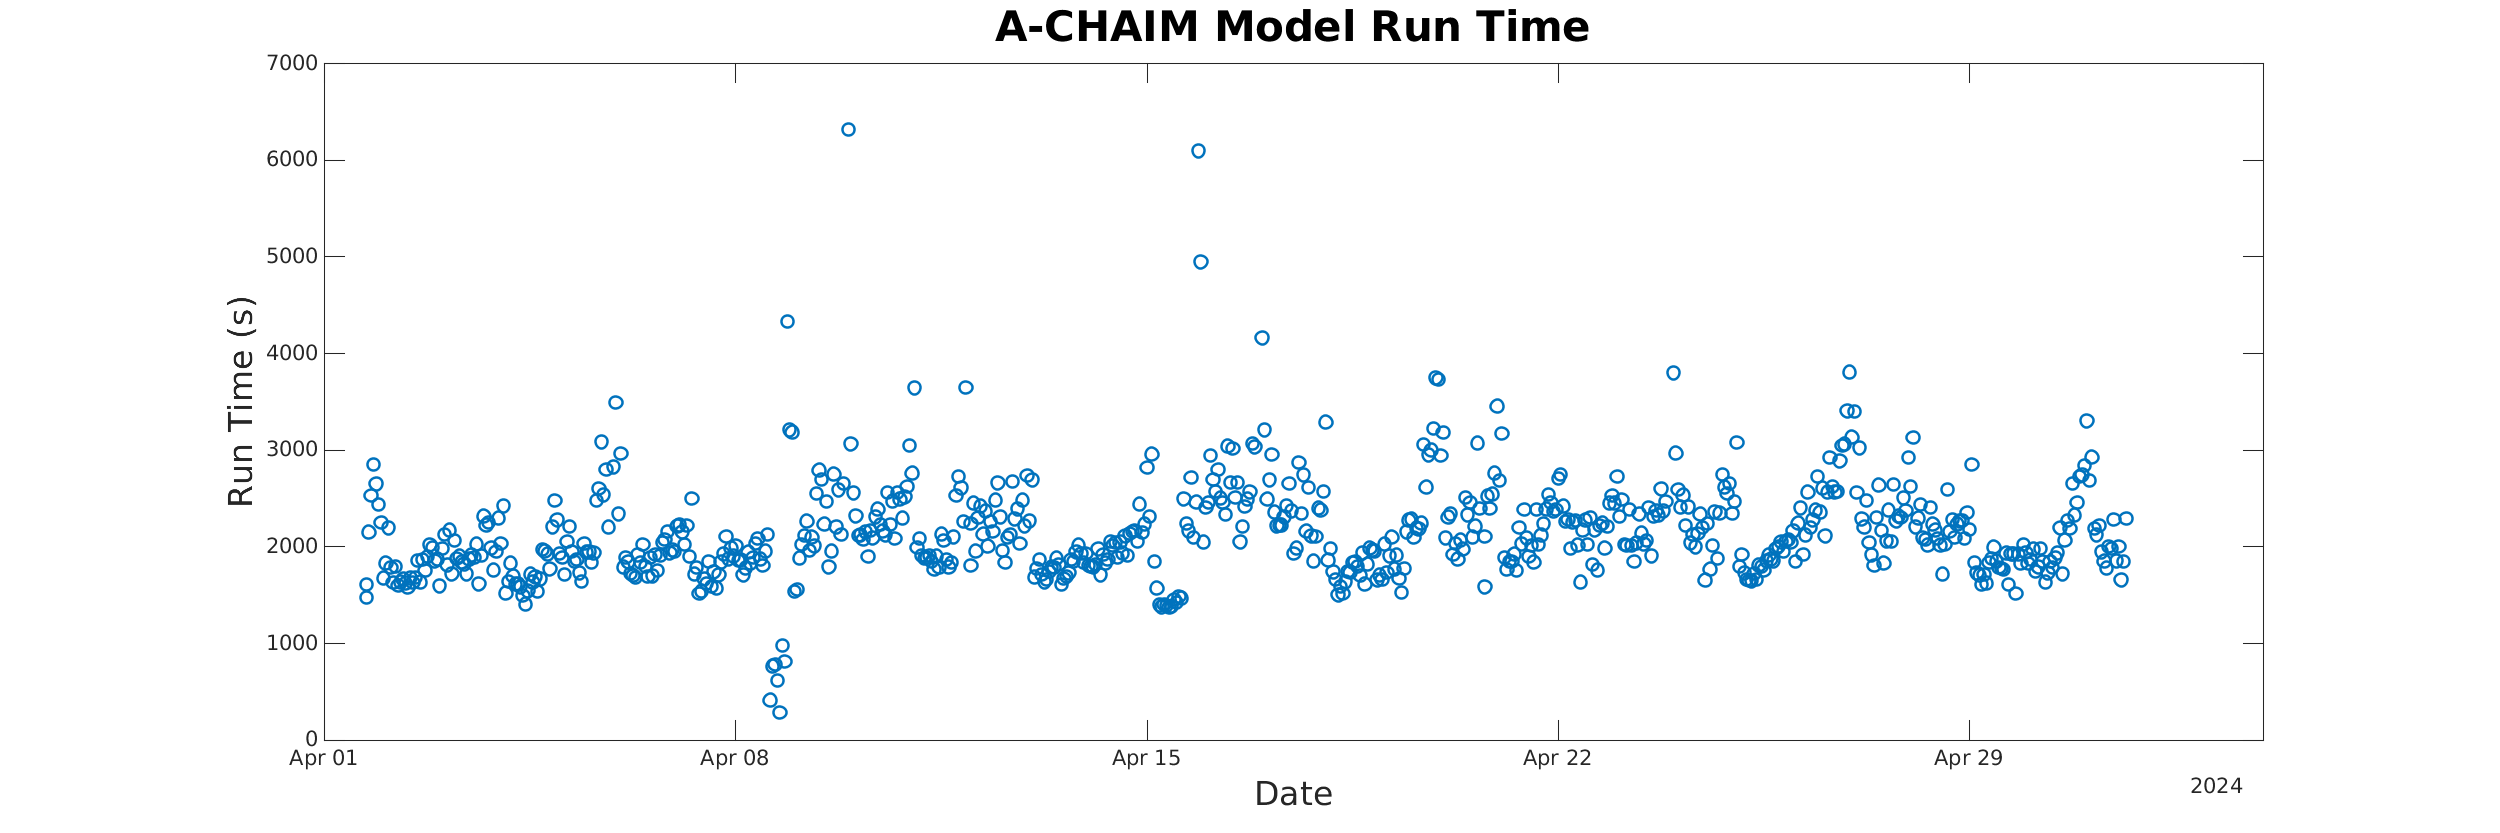 A-CHAIM Model Run Time
7000
6000
5000
4000
3000
2000
1000
0
Run Time (s)
Apr 01
Apr 08
Apr 15
Apr 22
Apr 29
2024
Date